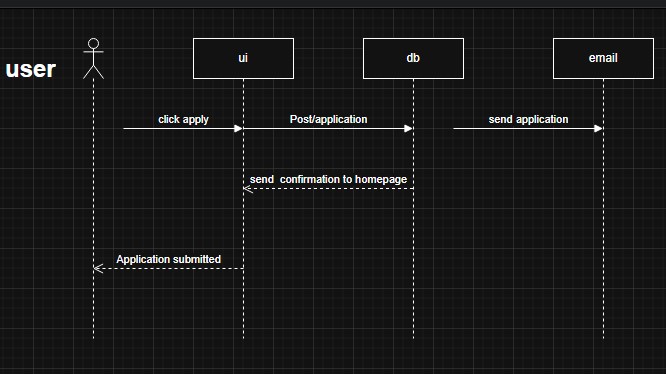 user
ui
db
email
click apply
Post/application
send application
send  confirmation to homepage
Application submitted